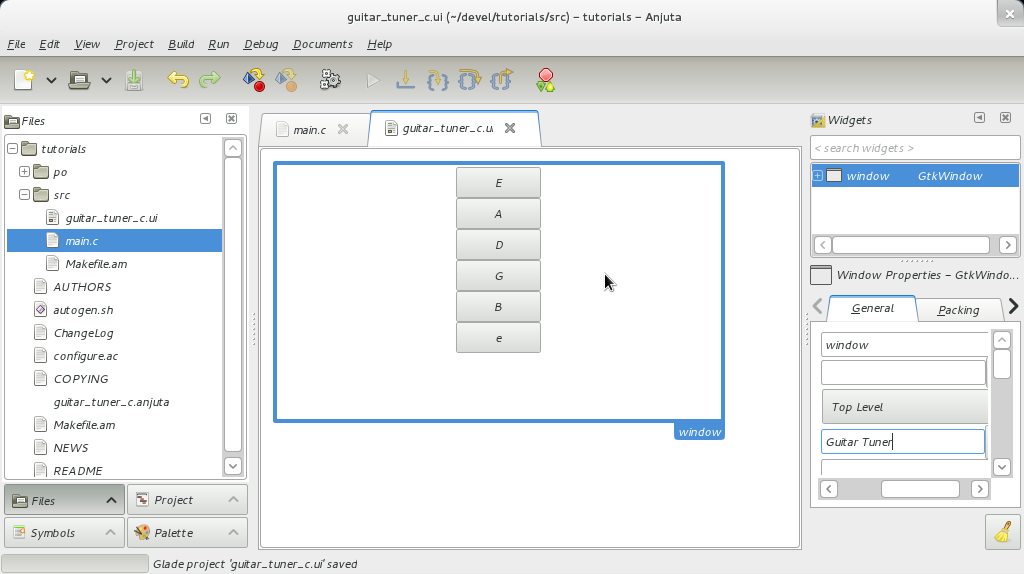 guitar_tuner_c.ui (~/devel/tutorials/src) – tutorials – Anjuta
File Edit View Project Build Run Debug Documents Help
Files
tutorials
po
src
guitar_tuner_c.ui
main.c
Makefile.am
AUTHORS
autogen.sh
ChangeLog
configure.ac
COPYING
guitar_tuner_c.anjuta
Makefile.am
NEWS
README
Files
Project
Symbols
Palette
main.c
guitar_tuner_c.ui
E
A
D
G
B
e
window
Widgets
< search widgets >
window GtkWindow
Window Properties – GtkWindo...
General
Packing
window
Top Level
Guitar Tuner
Glade project 'guitar_tuner_c.ui' saved